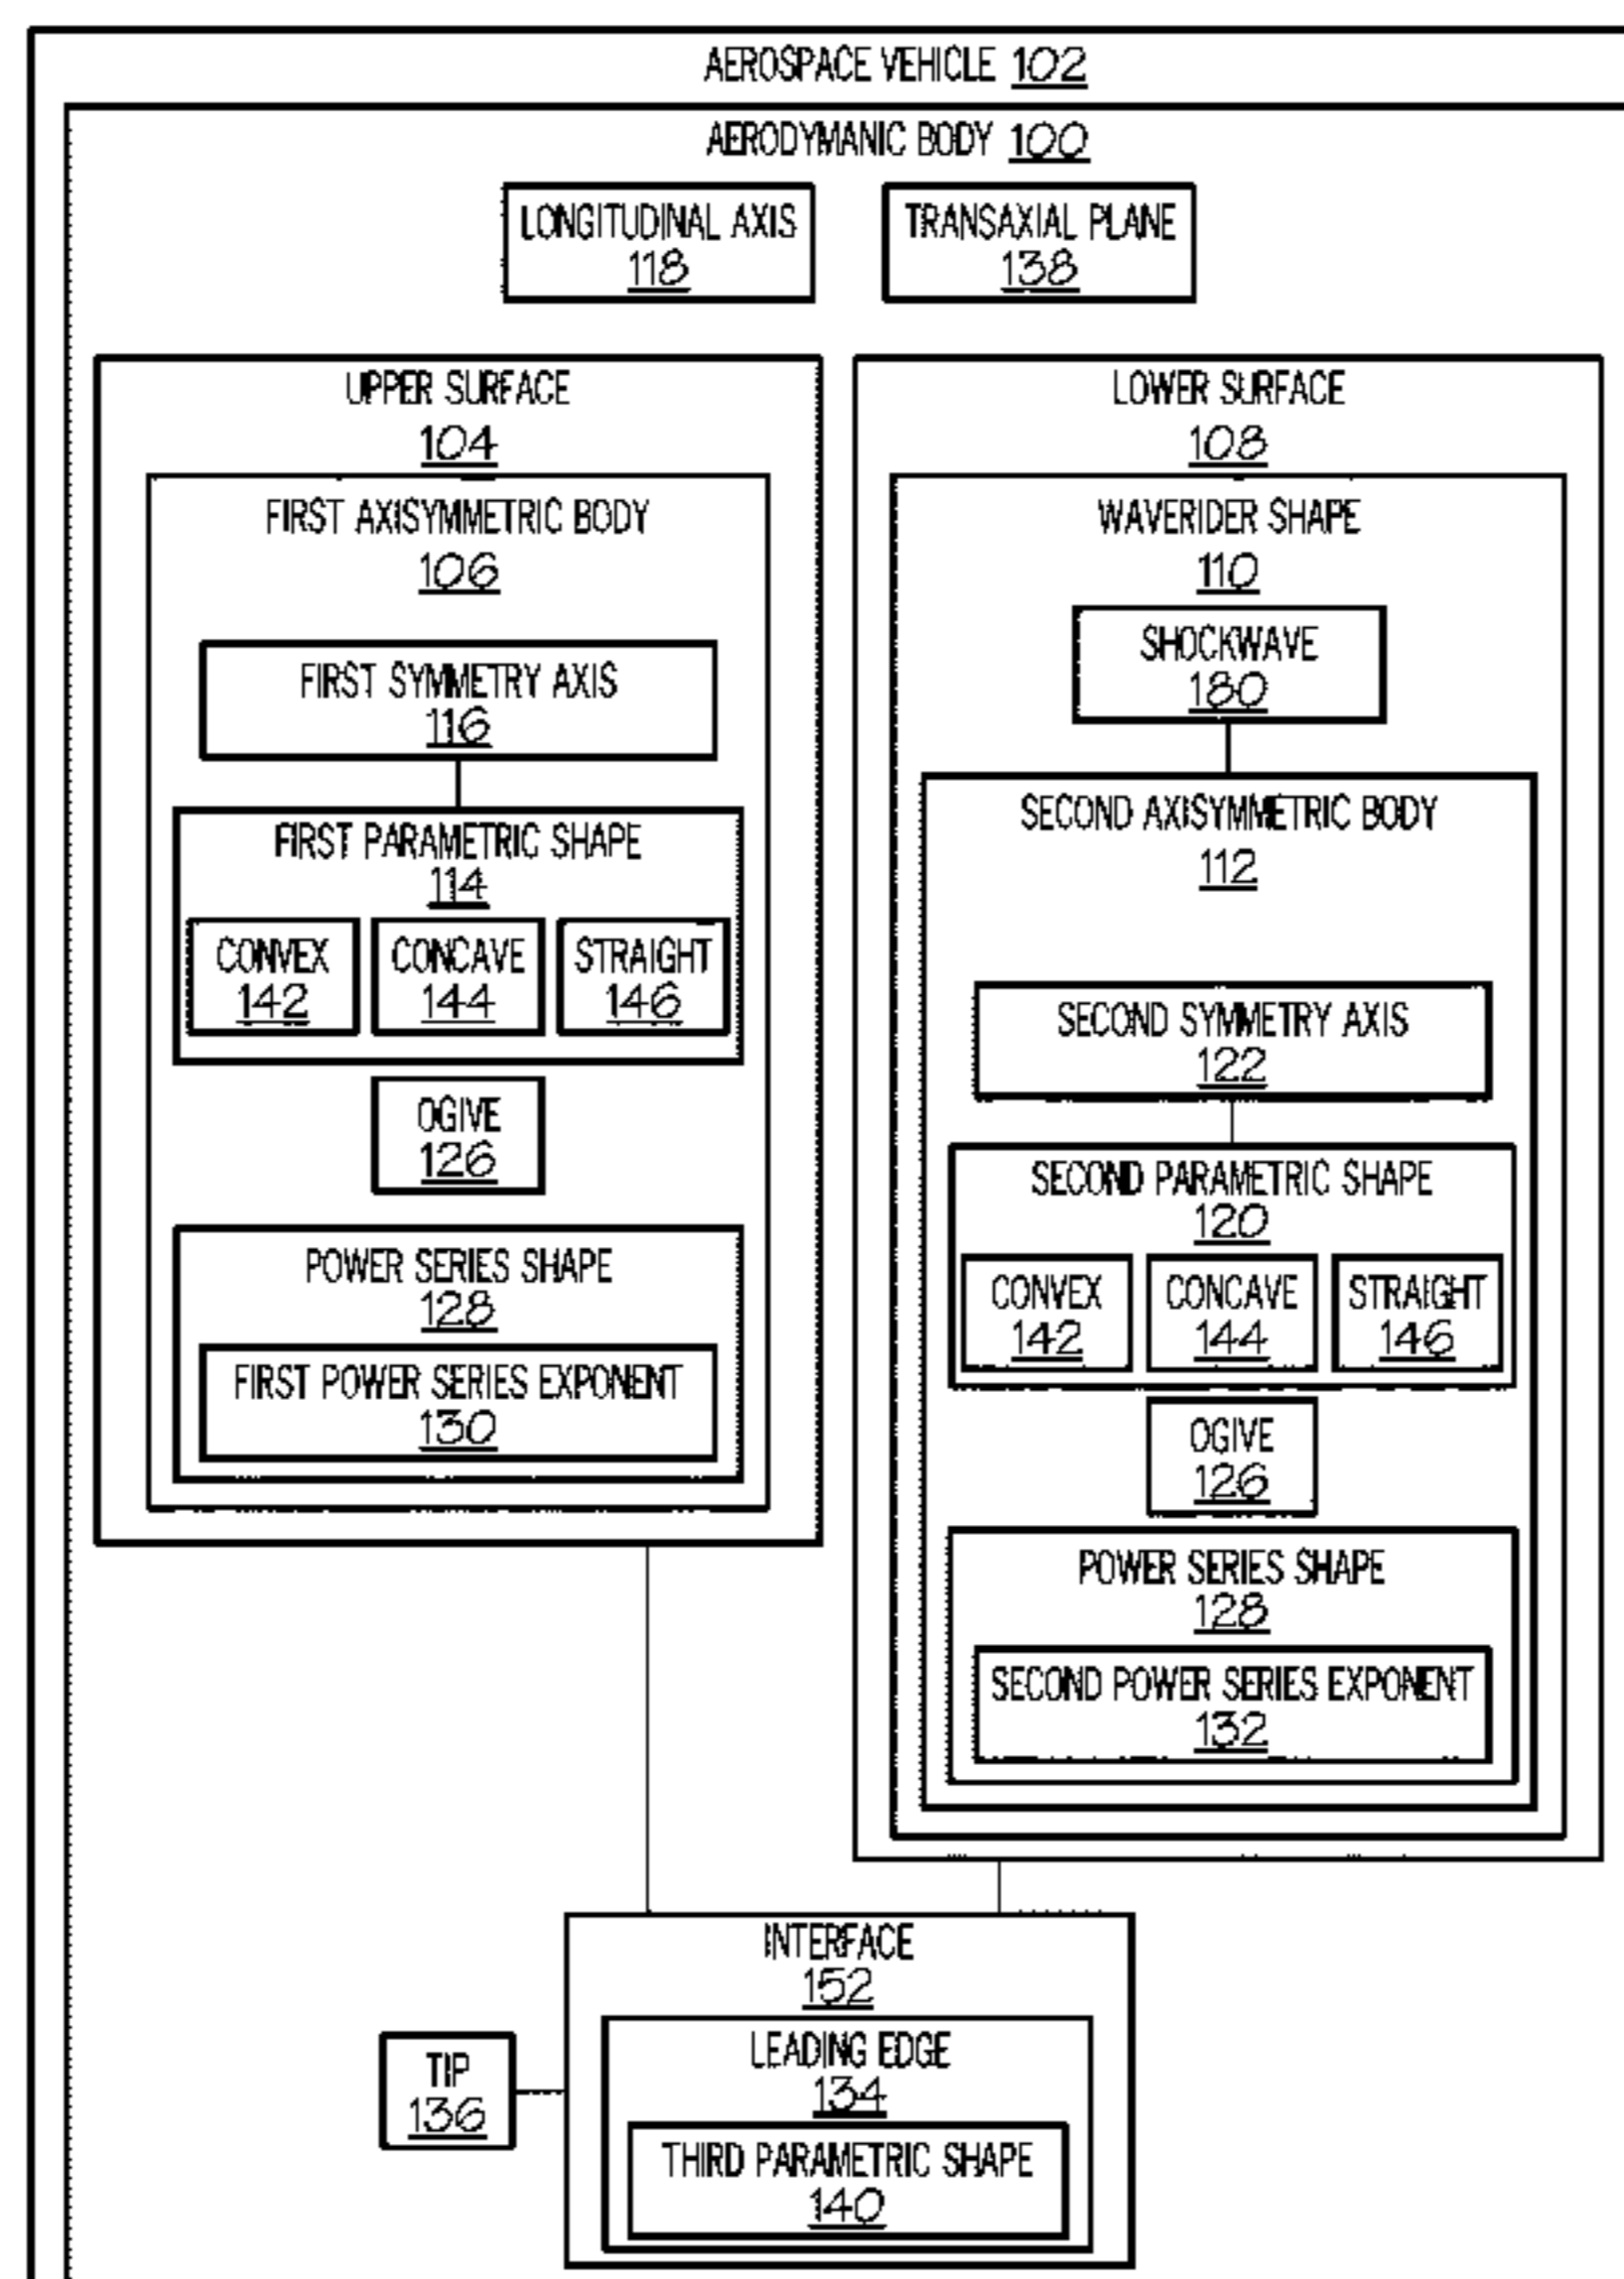 AEROSPACE VEHICLE 102
AERODYMANIC BODY 100
LONGITUDINAL AXIS
118
TRANSAXIAL PLANE
138
UPPER SURFACE
104
FIRST AXISYMMETRIC BODY
106
FIRST SYMMETRY AXIS
116
FIRST PARAMETRIC SHAPE
114
CONVEX
142
CONCAVE
144
STRAIGHT
146
OGIVE
126
POWER SERIES SHAPE
128
FIRST POWER SERIES EXPONENT
130
LOWER SURFACE
108
WAVERIDER SHAPE
110
SHOCKWAVE
180
SECOND AXISYMMETRIC BODY
112
SECOND SYMMETRY AXIS
122
SECOND PARAMETRIC SHAPE
120
CONVEX
142
CONCAVE
144
STRAIGHT
146
OGIVE
126
POWER SERIES SHAPE
128
SECOND POWER SERIES EXPONENT
132
INTERFACE
152
LEADING EDGE
134
THIRD PARAMETRIC SHAPE
140
TIP
136